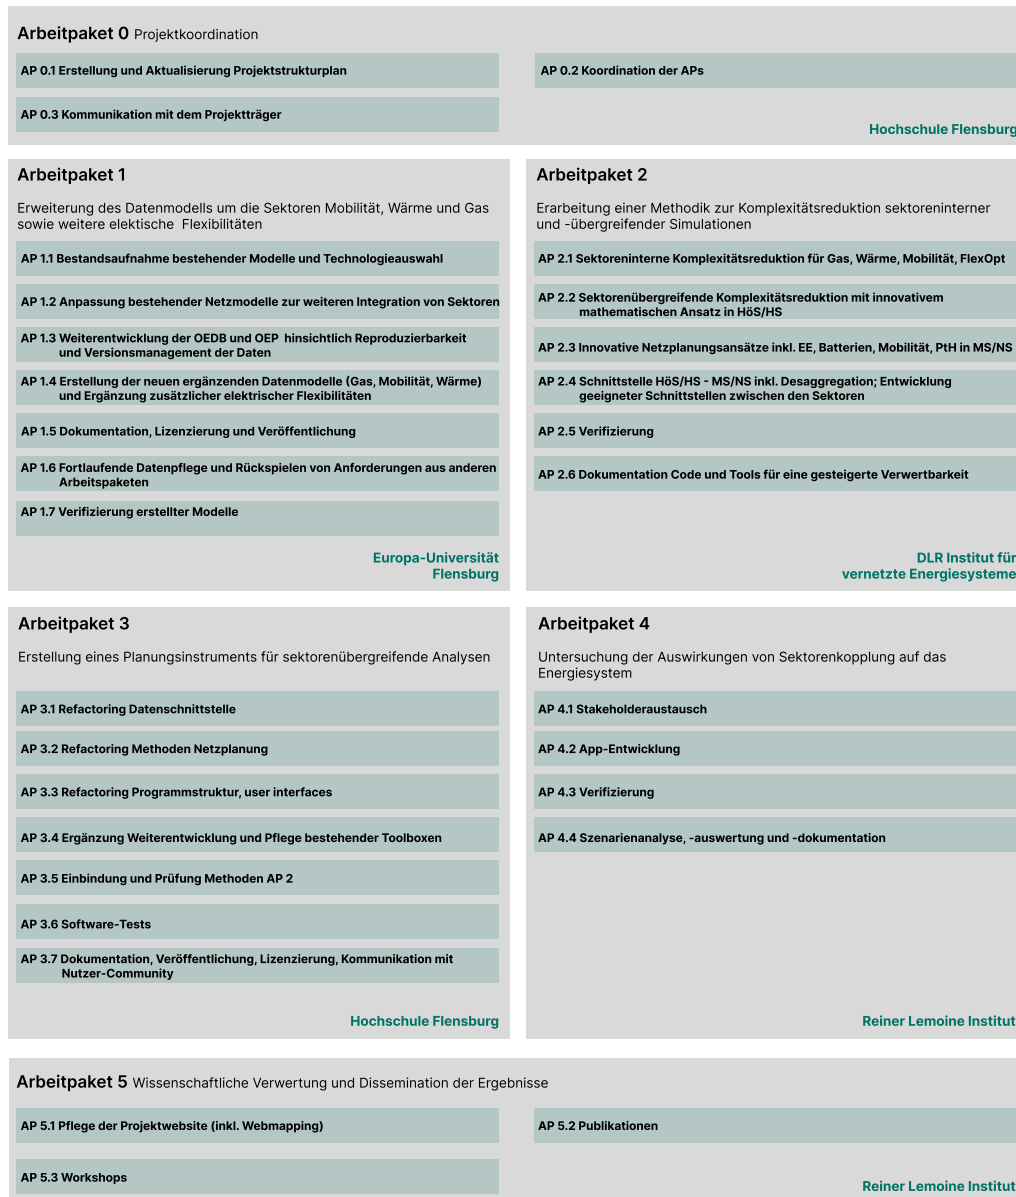 Arbeitpaket 0 Projektkoordination
AP 0.1 Erstellung und Aktualisierung Projektstrukturplan
AP 0.2 Koordination der APs
AP 0.3 Kommunikation mit dem Projektträger
Hochschule Flensburg
Arbeitpaket 1
Erweiterung des Datenmodells um die Sektoren Mobilität, Wärme und Gas
sowie weitere elektische Flexibilitäten
AP 1.1 Bestandsaufnahme bestehender Modelle und Technologieauswahl
AP 1.2 Anpassung bestehender Netzmodelle zur weiteren Integration von Sektoren
AP 1.3 Weiterentwicklung der OEDB und OEP hinsichtlich Reproduzierbarkeit
und Versionsmanagement der Daten
AP 1.4 Erstellung der neuen ergänzenden Datenmodelle (Gas, Mobilität, Wärme)
und Ergänzung zusätzlicher elektrischer Flexibilitäten
AP 1.5 Dokumentation, Lizenzierung und Veröffentlichung
AP 1.6 Fortlaufende Datenpflege und Rückspielen von Anforderungen aus anderen
Arbeitspaketen
AP 1.7 Verifizierung erstellter Modelle
Europa-Universität
Flensburg
Arbeitpaket 2
Erarbeitung einer Methodik zur Komplexitätsreduktion sektoreninterner
und -übergreifender Simulationen
AP 2.1 Sektoreninterne Komplexitätsreduktion für Gas, Wärme, Mobilität, FlexOpt
AP 2.2 Sektorenübergreifende Komplexitätsreduktion mit innovativem
mathematischen Ansatz in HöS/HS
AP 2.3 Innovative Netzplanungsansätze inkl. EE, Batterien, Mobilität, PtH in MS/NS
AP 2.4 Schnittstelle HöS/HS - MS/NS inkl. Desaggregation; Entwicklung
geeigneter Schnittstellen zwischen den Sektoren
AP 2.5 Verifizierung
AP 2.6 Dokumentation Code und Tools für eine gesteigerte Verwertbarkeit
DLR Institut für
vernetzte Energiesysteme
Arbeitpaket 3
Erstellung eines Planungsinstruments für sektorenübergreifende Analysen
AP 3.1 Refactoring Datenschnittstelle
AP 3.2 Refactoring Methoden Netzplanung
AP 3.3 Refactoring Programmstruktur, user interfaces
AP 3.4 Ergänzung Weiterentwicklung und Pflege bestehender Toolboxen
AP 3.5 Einbindung und Prüfung Methoden AP 2
AP 3.6 Software-Tests
AP 3.7 Dokumentation, Veröffentlichung, Lizenzierung, Kommunikation mit
Nutzer-Community
Hochschule Flensburg
Arbeitpaket 4
Untersuchung der Auswirkungen von Sektorenkopplung auf das
Energiesystem
AP 4.1 Stakeholderaustausch
AP 4.2 App-Entwicklung
AP 4.3 Verifizierung
AP 4.4 Szenarienanalyse, -auswertung und -dokumentation
Reiner Lemoine Institut
Arbeitpaket 5 Wissenschaftliche Verwertung und Dissemination der Ergebnisse
AP 5.1 Pflege der Projektwebsite (inkl. Webmapping)
AP 5.2 Publikationen
AP 5.3 Workshops
Reiner Lemoine Institut